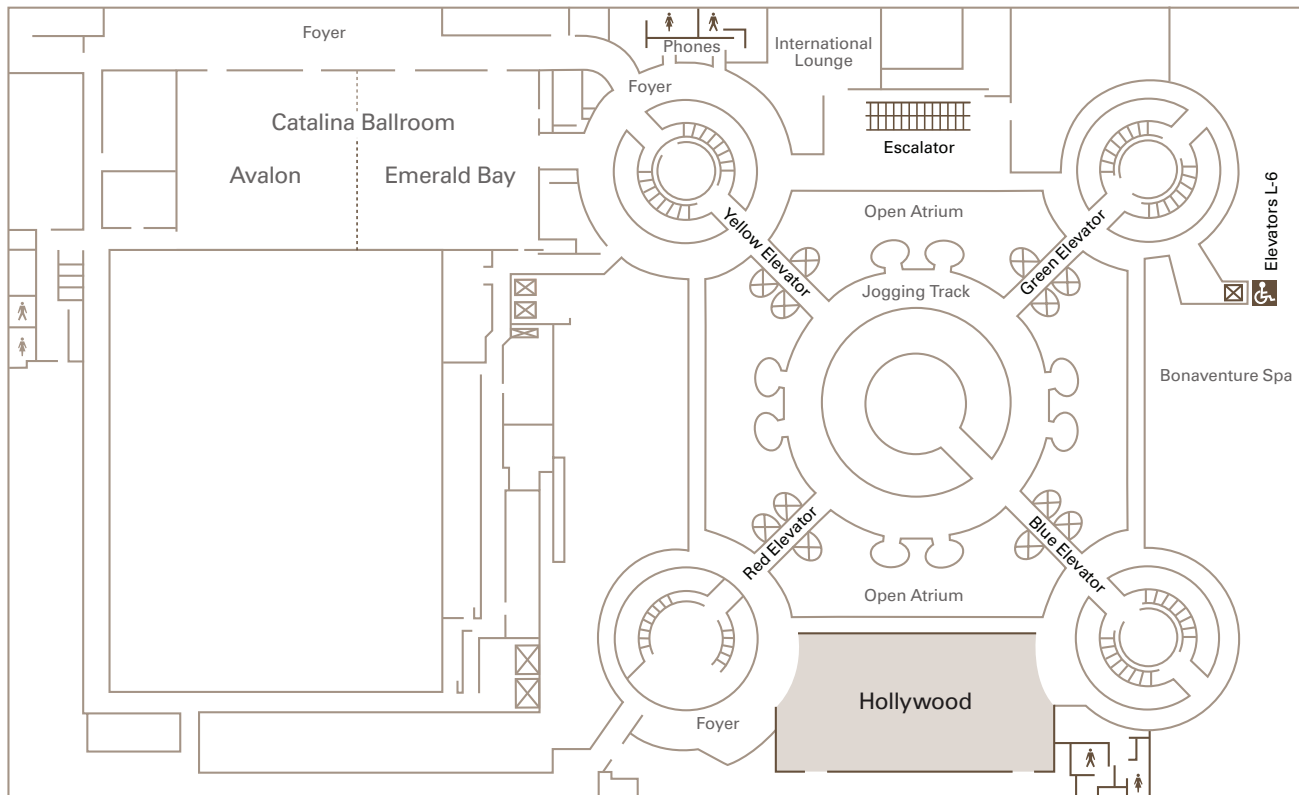 Foyer
Phones
International
Lounge
Foyer
Catalina Ballroom
Escalator
Avalon
Emerald Bay
Elevators L-6
Open Atrium
Yellow Elevator
Green Elevator
Jogging Track
Bonaventure Spa
Red Elevator
Blue Elevator
Open Atrium
Hollywood
Foyer